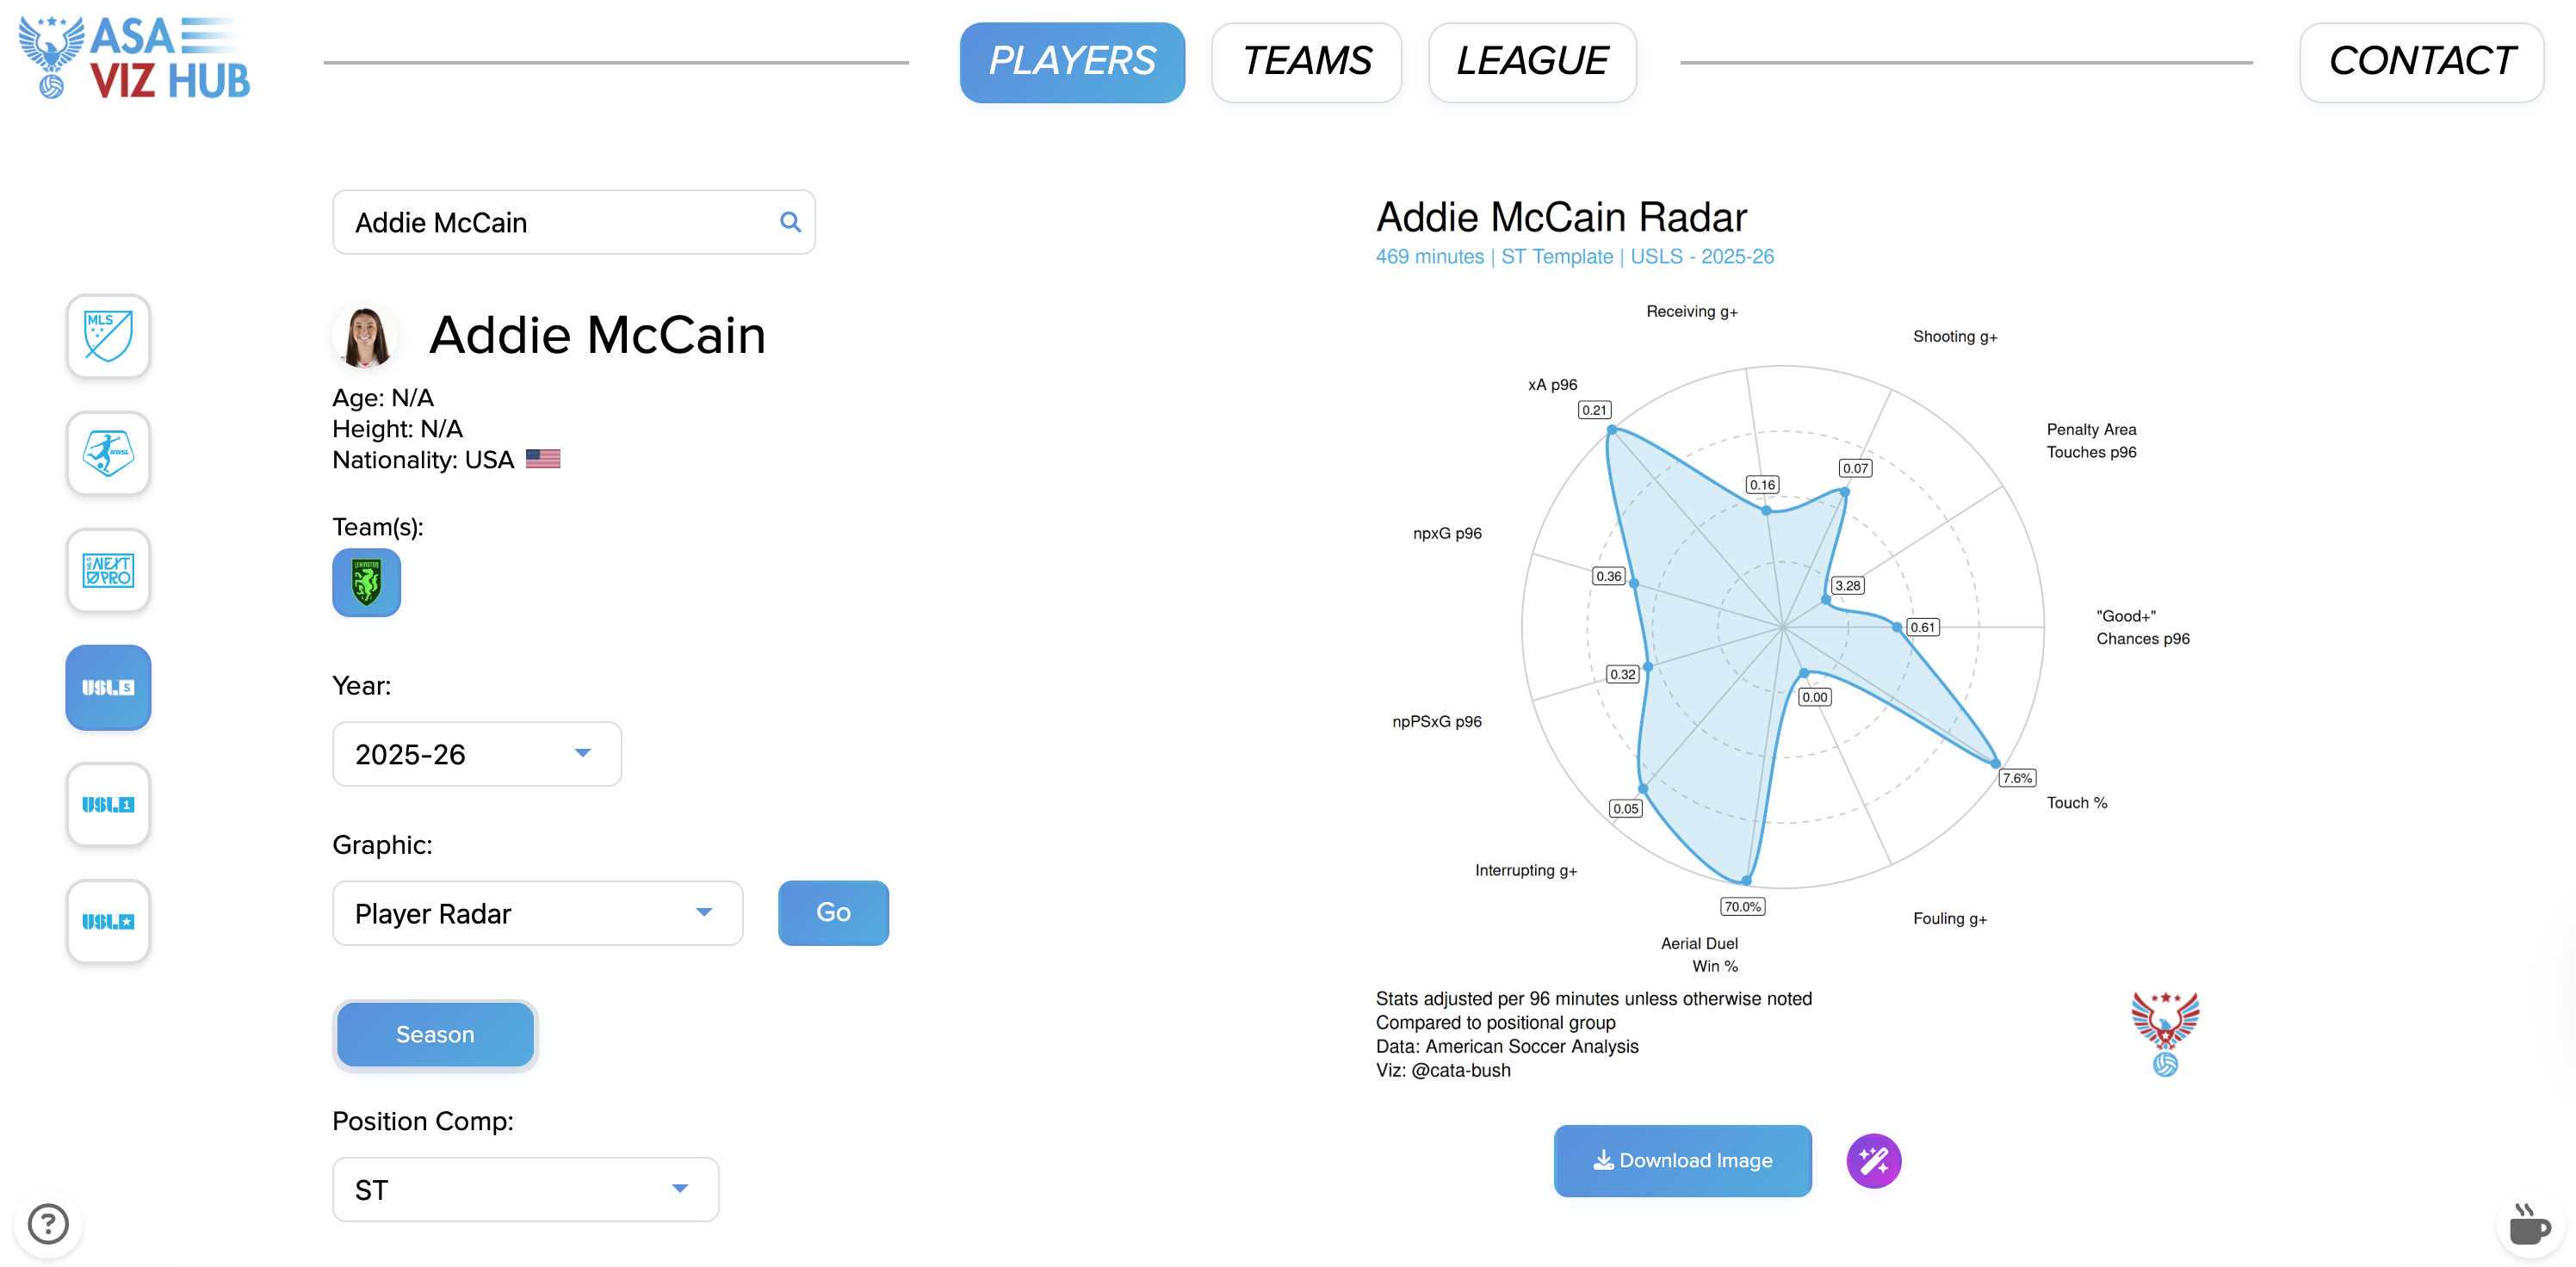 ASA
VIZ HUB
PLAYERS
TEAMS
LEAGUE
CONTACT
Addie McCain
Addie McCain
Age: N/A
Height: N/A
Nationality: USA
Team(s):
LEXINGTON
MLS
NWSL
MLS NEXT PRO
USL S
USL 1
USL
Year:
2025-26
Graphic:
Player Radar
Go
Season
Position Comp:
ST
Addie McCain Radar
469 minutes | ST Template | USLS - 2025-26
Receiving g+
Shooting g+
xA p96
0.21
Penalty Area
Touches p96
0.07
0.16
npxG p96
0.36
3.28
"Good+"
Chances p96
0.61
0.32
0.00
npPSxG p96
7.6%
Touch %
0.05
Interrupting g+
70.0%
Fouling g+
Aerial Duel
Win %
Stats adjusted per 96 minutes unless otherwise noted
Compared to positional group
Data: American Soccer Analysis
Viz: @cata-bush
Download Image
?